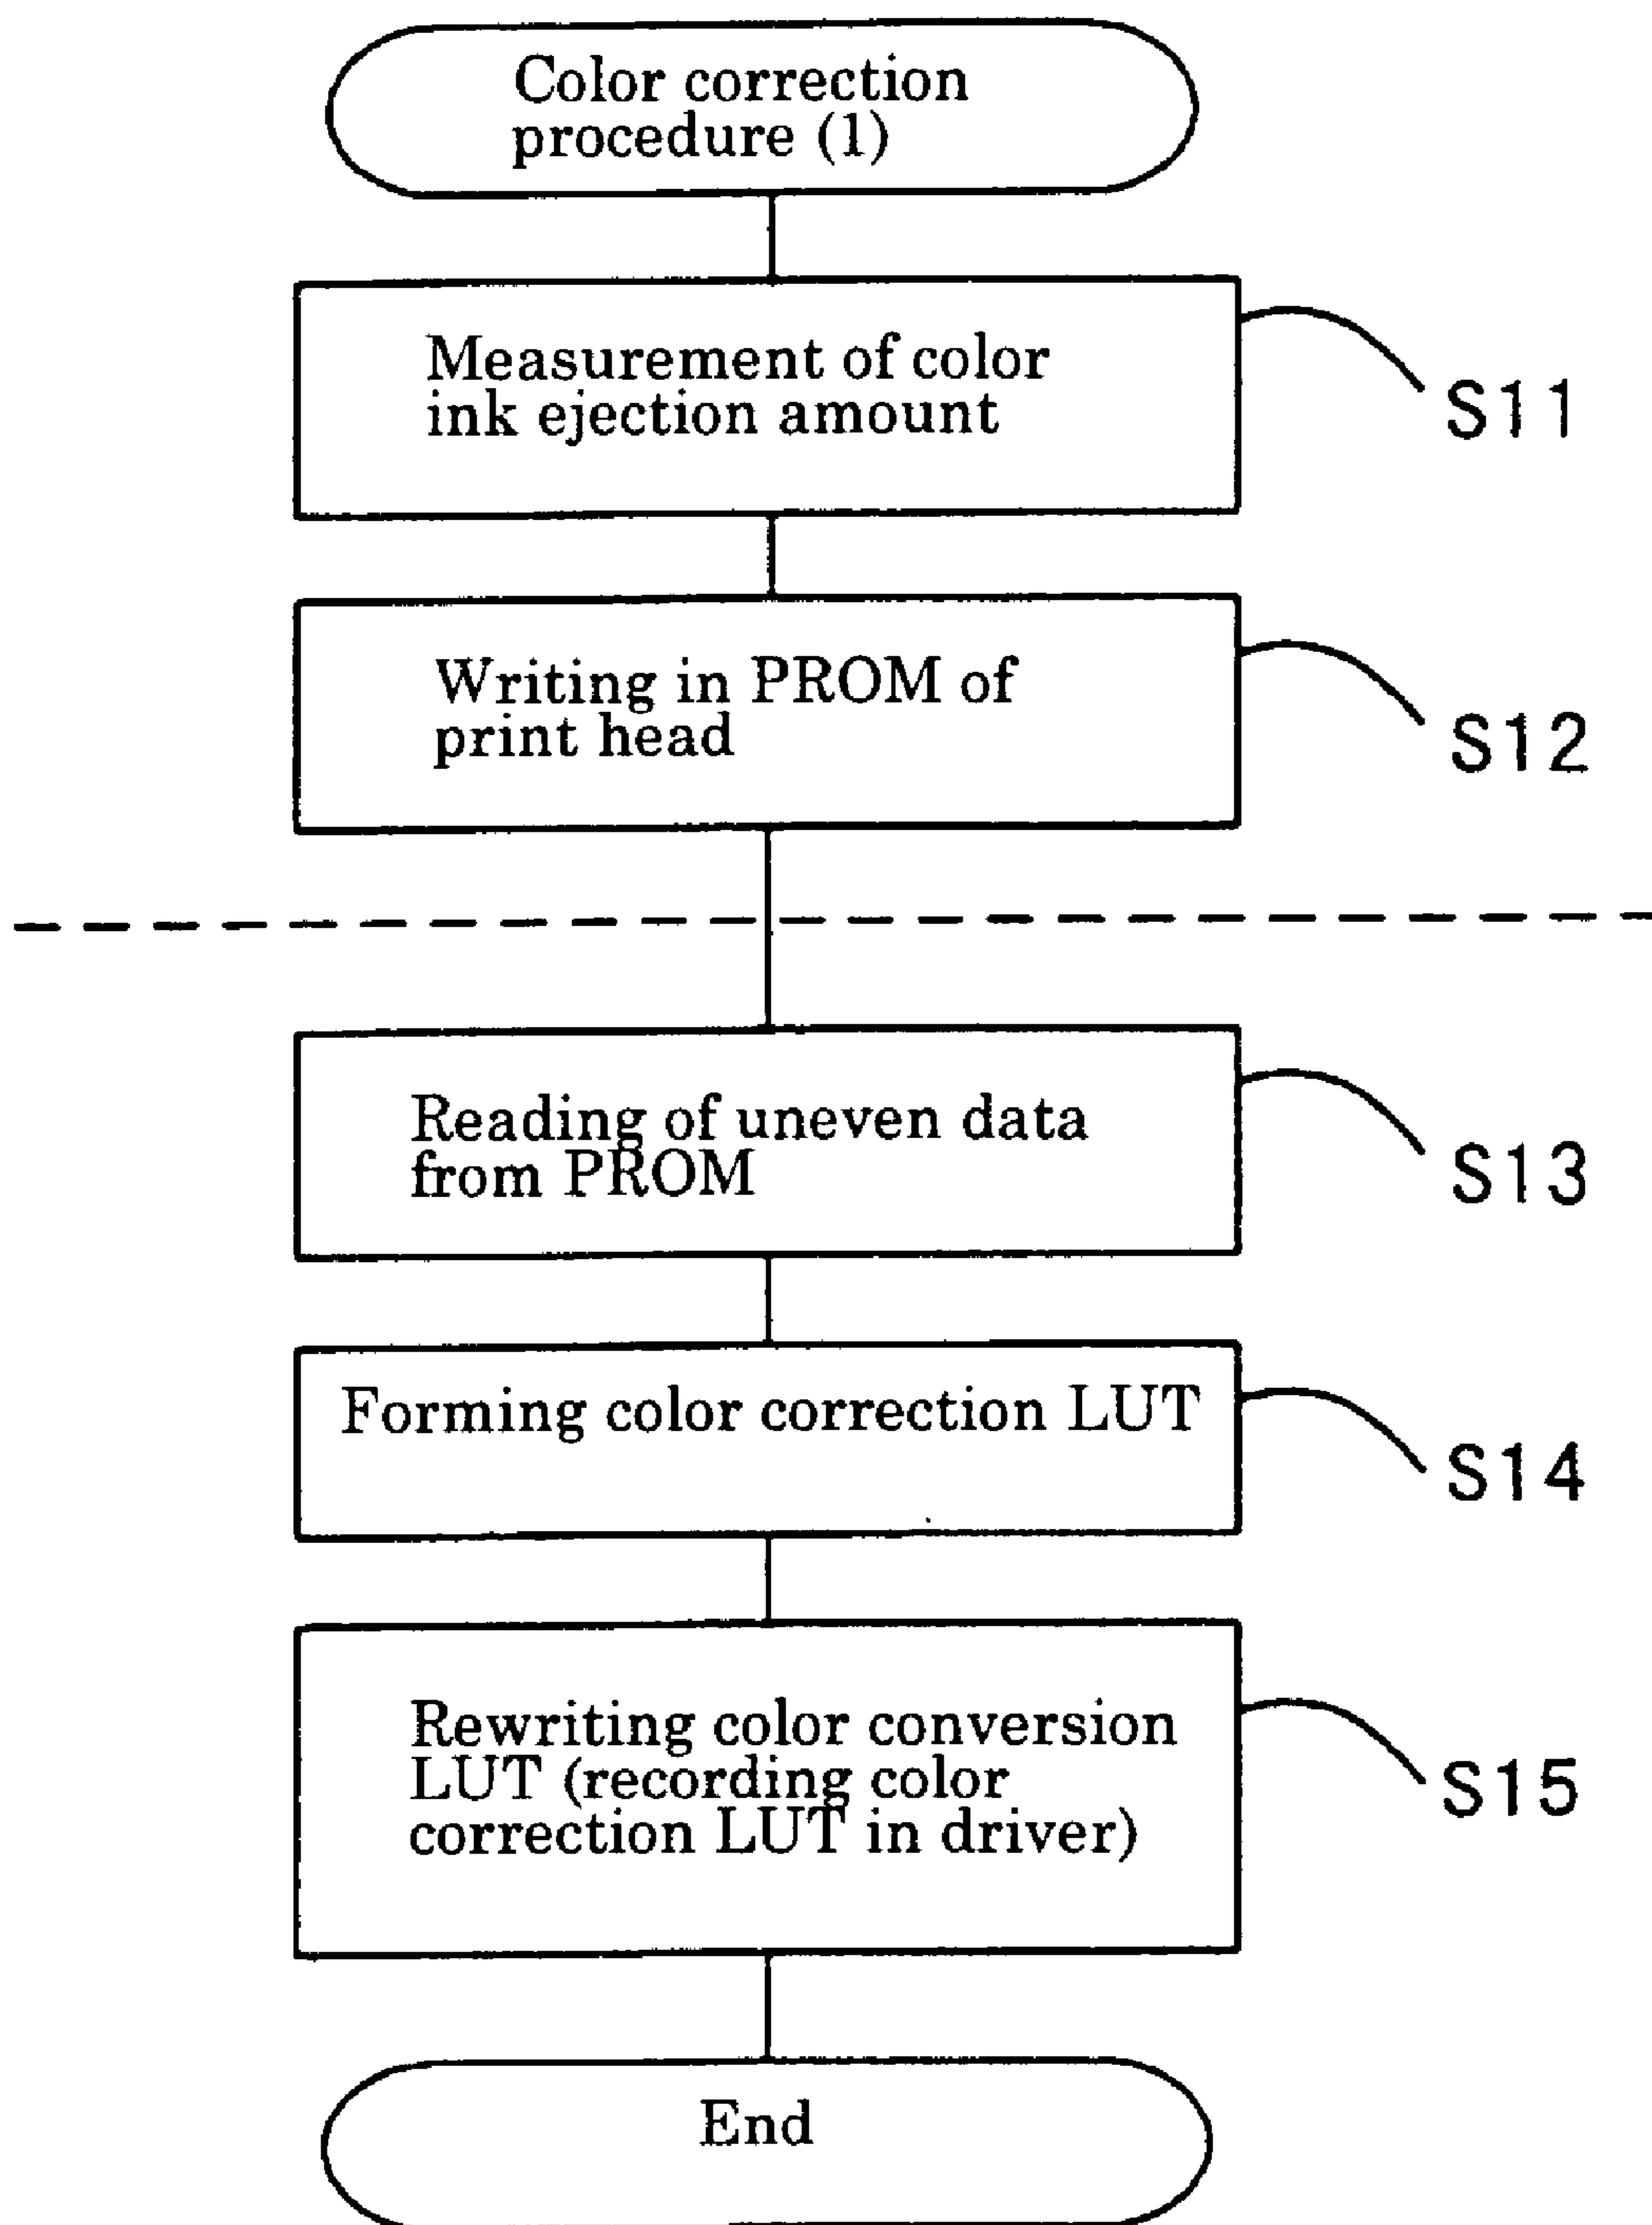 Color correction
procedure (1)
Measurement of color
ink ejection amount
S11
Writing in PROM of
print head
S12
Reading of uneven data
from PROM
S13
Forming color correction LUT
S14
Rewriting color conversion
LUT (recording color
correction LUT in driver)
S15
End